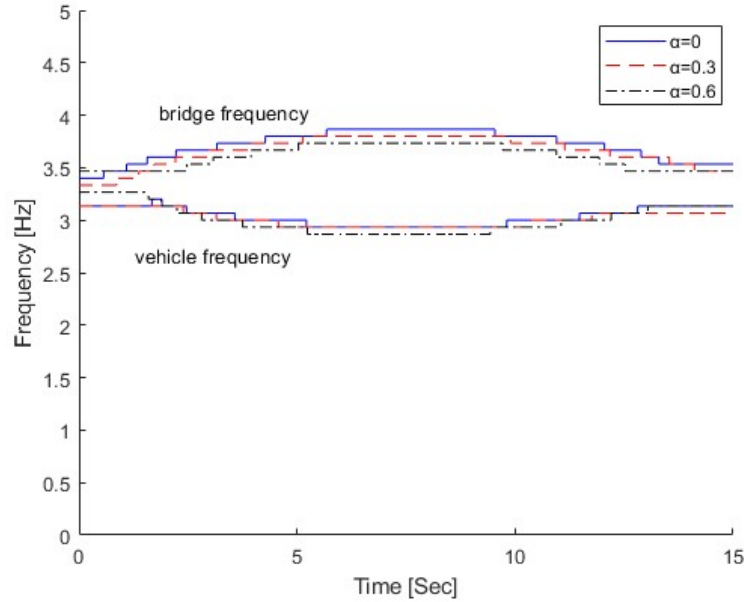 5
4.5
4
3.5
3
2.5
2
1.5
1
0.5
0
Frequency [Hz]
bridge frequency
vehicle frequency
α=0
α=0.3
α=0.6
0 5 10 15
Time [Sec]